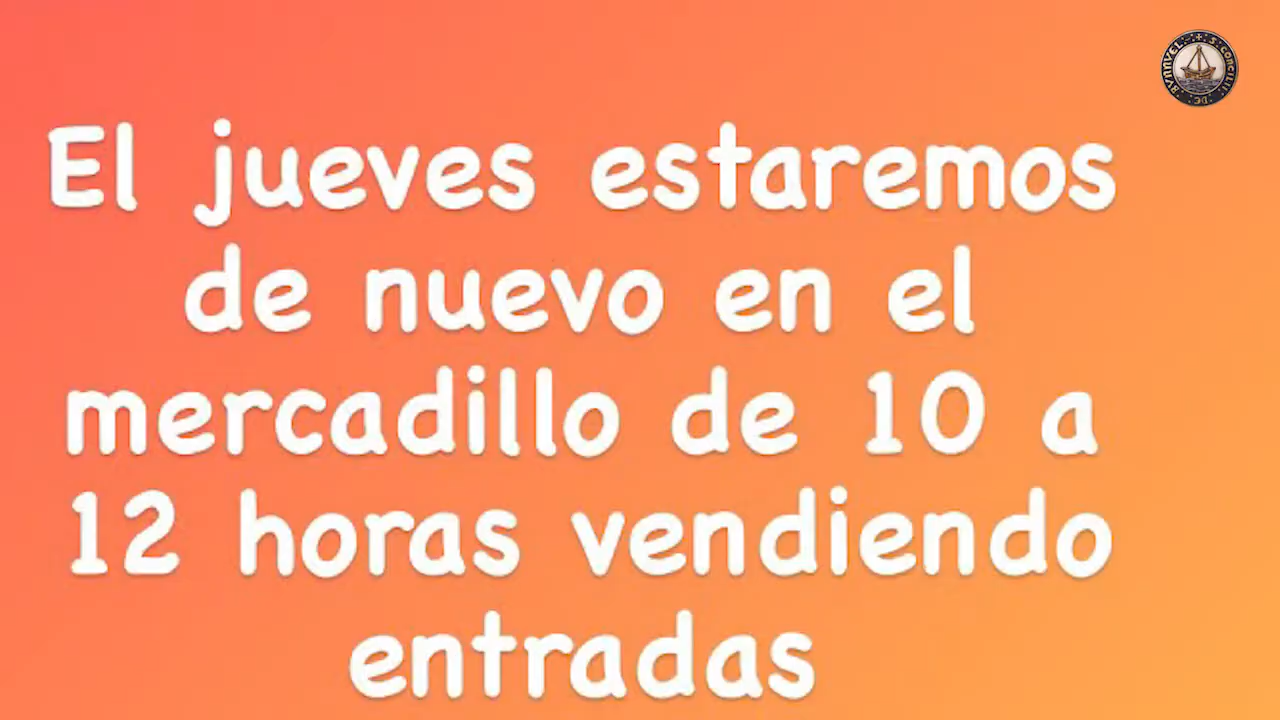 El jueves estaremos
de nuevo en el
mercadillo de 10 a
12 horas vendiendo
entradas